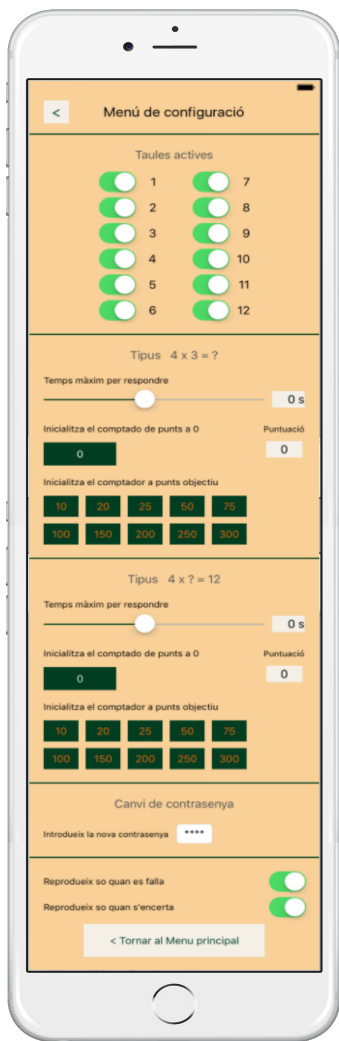 < Menú de configuració
Taules actives
1 7
2 8
3 9
4 10
5 11
6 12
Tipus 4 x 3 = ?
Temps màxim per respondre
0 s
Inicialitza el comptado de punts a 0 Puntuació
0 0
Inicialitza el comptador a punts objectiu
10 20 25 50 75
100 150 200 250 300
Tipus 4 x ? = 12
Temps màxim per respondre
0 s
Inicialitza el comptado de punts a 0 Puntuació
0 0
Inicialitza el comptador a punts objectiu
10 20 25 50 75
100 150 200 250 300
Canvi de contrasenya
Introdueix la nova contrasenya ****
Reprodueix so quan es falla
Reprodueix so quan s'encerta
< Tornar al Menu principal